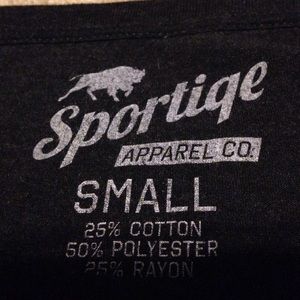 Sportiqe
APPAREL CO.
SMALL
25% COTTON
50% POLYESTER
25% RAYON